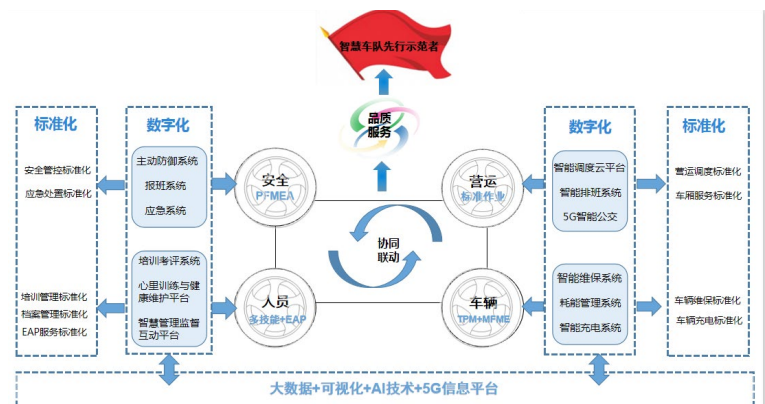 智慧车队先行示范者
品质
服务
标准化
数字化
数字化
标准化
安全管控标准化
应急处置标准化
主动防御系统
报班系统
应急系统
安全
PFMEA
营运
标准作业
智能调度云平台
智能排班系统
5G智能公交
营运调度标准化
车厢服务标准化
协同
联动
培训管理标准化
档案管理标准化
EAP服务标准化
培训考评系统
心里训练与健
康维护平台
智慧管理监督
互动平台
人员
多技能+EAP
车辆
TPM+MFME
智能维保系统
耗能管理系统
智能充电系统
车辆维保标准化
车辆充电标准化
大数据+可视化+AI技术+5G信息平台